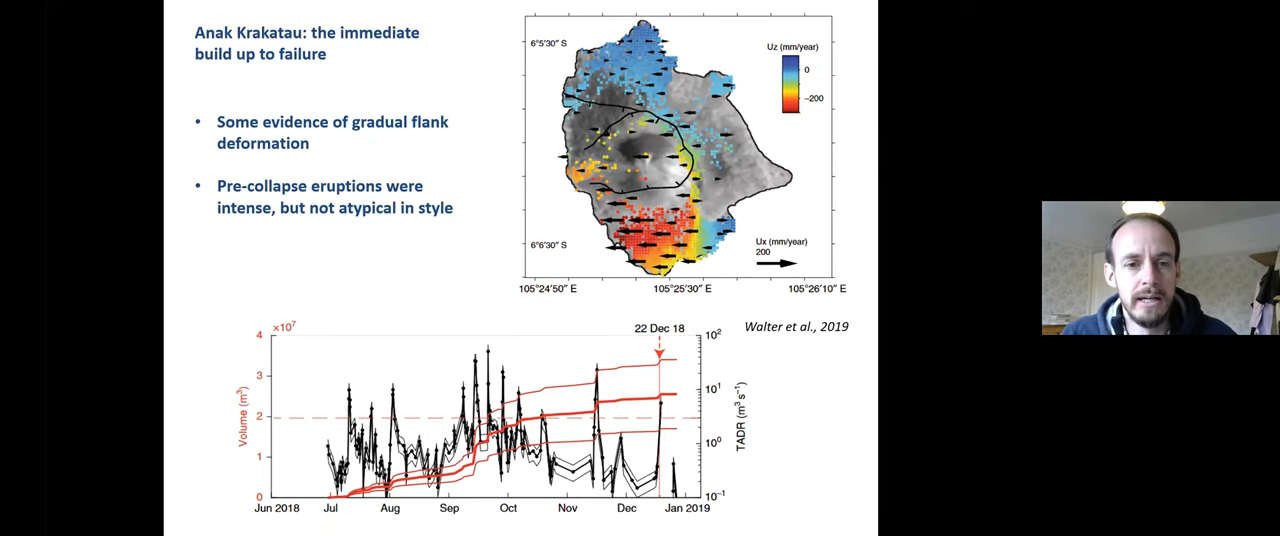 Anak Krakatau: the immediate
build up to failure
• Some evidence of gradual flank
deformation
• Pre-collapse eruptions were
intense, but not atypical in style
6°5'30" S
6°6'30" S
Uz (mm/year)
0
−200
Ux (mm/year)
200
105°24'50" E
105°25'30" E
105°26'10" E
Walter et al., 2019
22 Dec 18
×10⁷
4
3
2
1
0
Volume (m³)
10²
10¹
10⁰
10⁻¹
TADR (m³ s⁻¹)
Jun 2018
Jul
Aug
Sep
Oct
Nov
Dec
Jan 2019